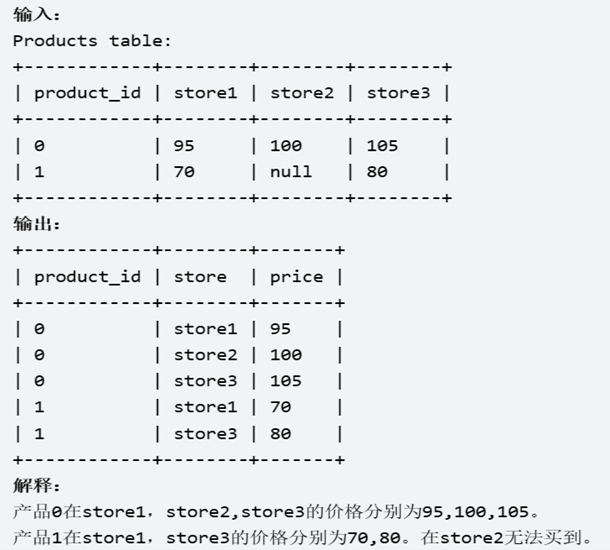 输入：
Products table:
+------------+--------+--------+--------+
| product_id | store1 | store2 | store3 |
+------------+--------+--------+--------+
| 0          | 95     | 100    | 105    |
| 1          | 70     | null   | 80     |
+------------+--------+--------+--------+
输出：
+------------+--------+-------+
| product_id | store  | price |
+------------+--------+-------+
| 0          | store1 | 95    |
| 0          | store2 | 100   |
| 0          | store3 | 105   |
| 1          | store1 | 70    |
| 1          | store3 | 80    |
+------------+--------+-------+
解释：
产品0在store1，store2,store3的价格分别为95,100,105。
产品1在store1，store3的价格分别为70,80。在store2无法买到。